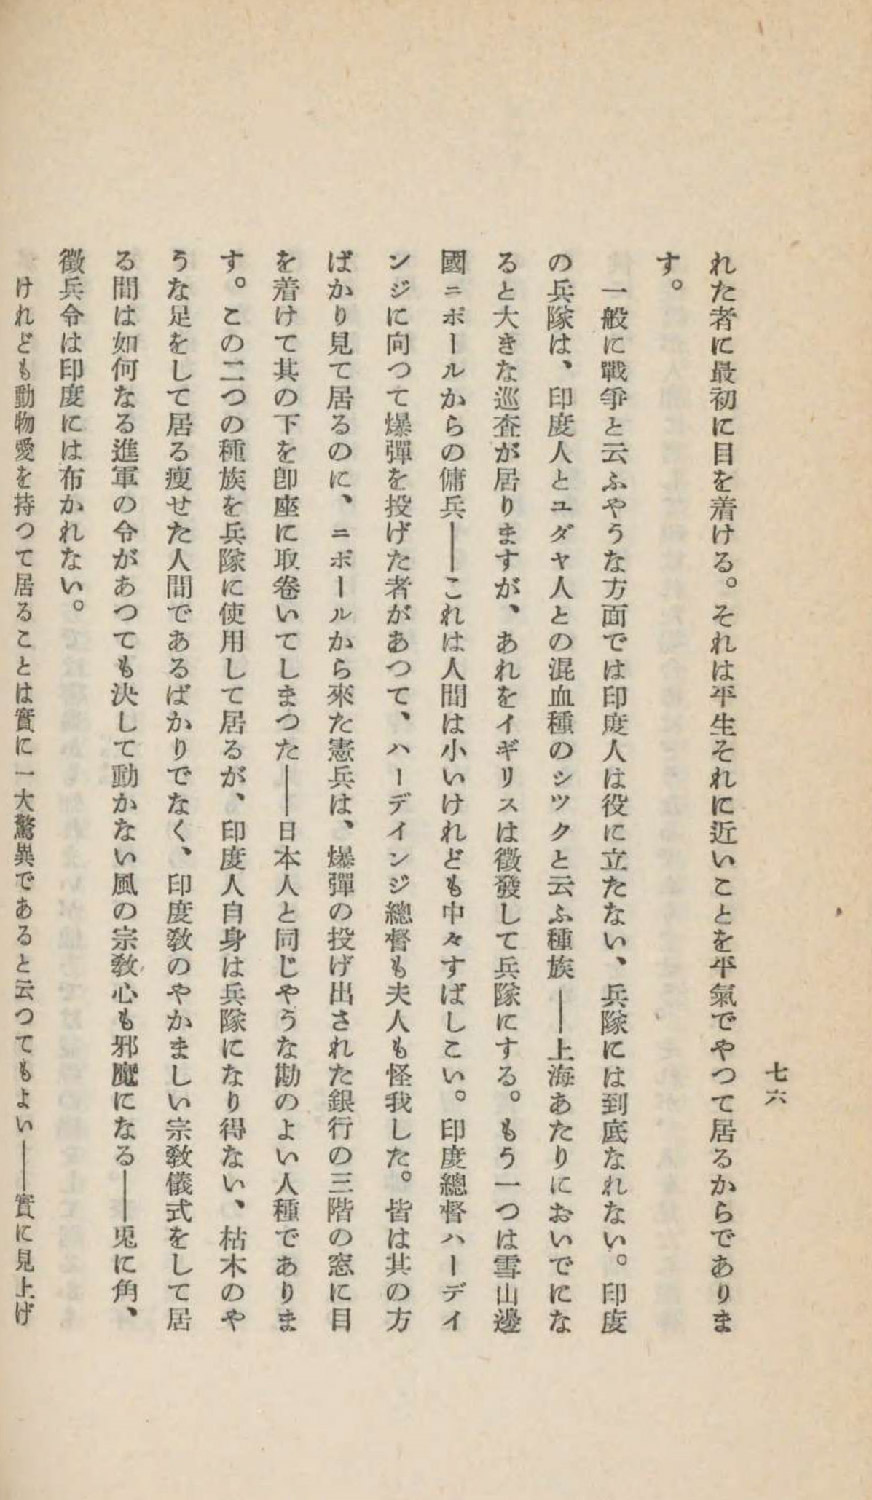 七六
れた者に最初に目を着ける。それは平生それに近いことを平氣でやつて居るからでありま
す。
一般に戰爭と云ふやうな方面では印度人は役に立たない、兵隊には到底なれない。印度
の兵隊は、印度人とユダヤ人との混血種のシツクと云ふ種族――上海あたりにおいでにな
ると大きな巡査が居りますが、あれをイギリスは徴發して兵隊にする。もう一つは雪山邊
國ニポールからの傭兵――これは人間は小いけれども中々すばしこい。印度總督ハーデイ
ンジに向つて爆彈を投げた者があつて、ハーデインジ總督も夫人も怪我した。皆は其の方
ばかり見て居るのに、ニポールから來た憲兵は、爆彈の投げ出された銀行の三階の窓に目
を着けて其の下を卽座に取卷いてしまつた――日本人と同じやうな勘のよい人種でありま
す。この二つの種族を兵隊に使用して居るが、印度人自身は兵隊になり得ない、枯木のや
うな足をして居る瘦せた人間であるばかりでなく、印度敎のやかましい宗敎儀式をして居
る間は如何なる進軍の令があつても決して動かない風の宗敎心も邪魔になる――兎に角、
徵兵令は印度には布かれない。
けれども動物愛を持つて居ることは實に一大驚異であると云つてもよい――實に見上げ